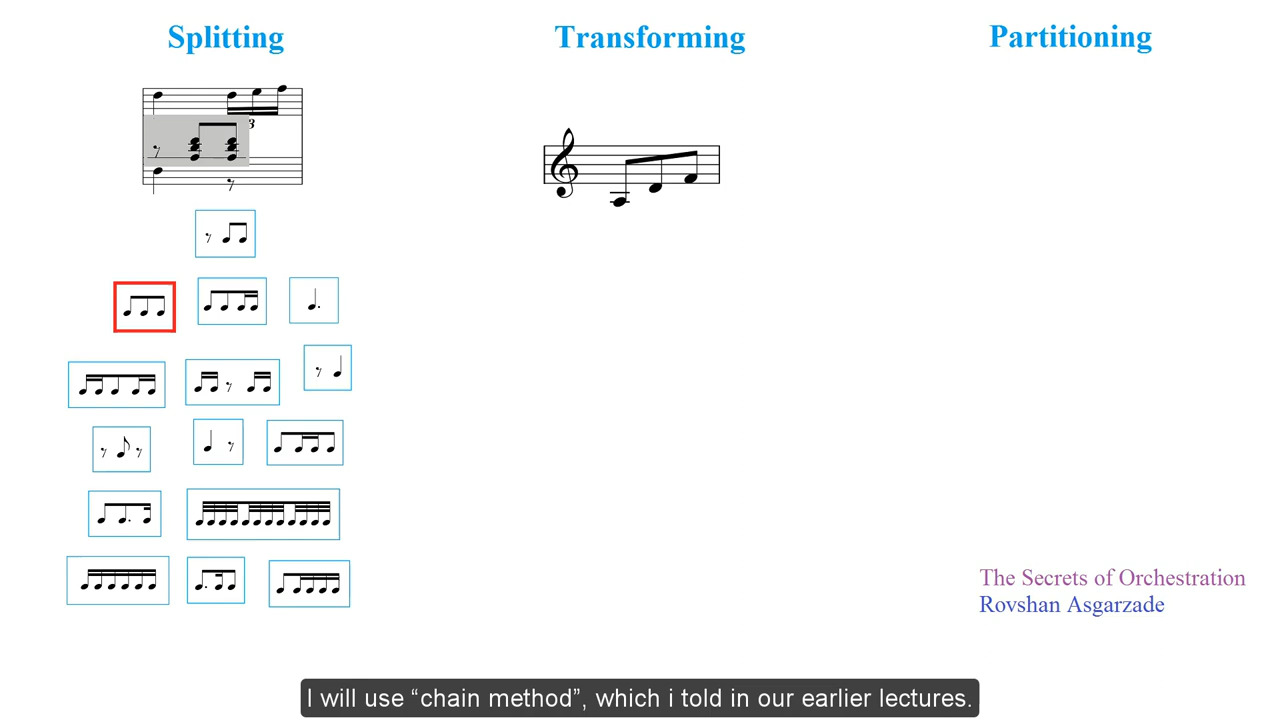 Splitting
Transforming
Partitioning
3
The Secrets of Orchestration
Rovshan Asgarzade
I will use “chain method”, which i told in our earlier lectures.